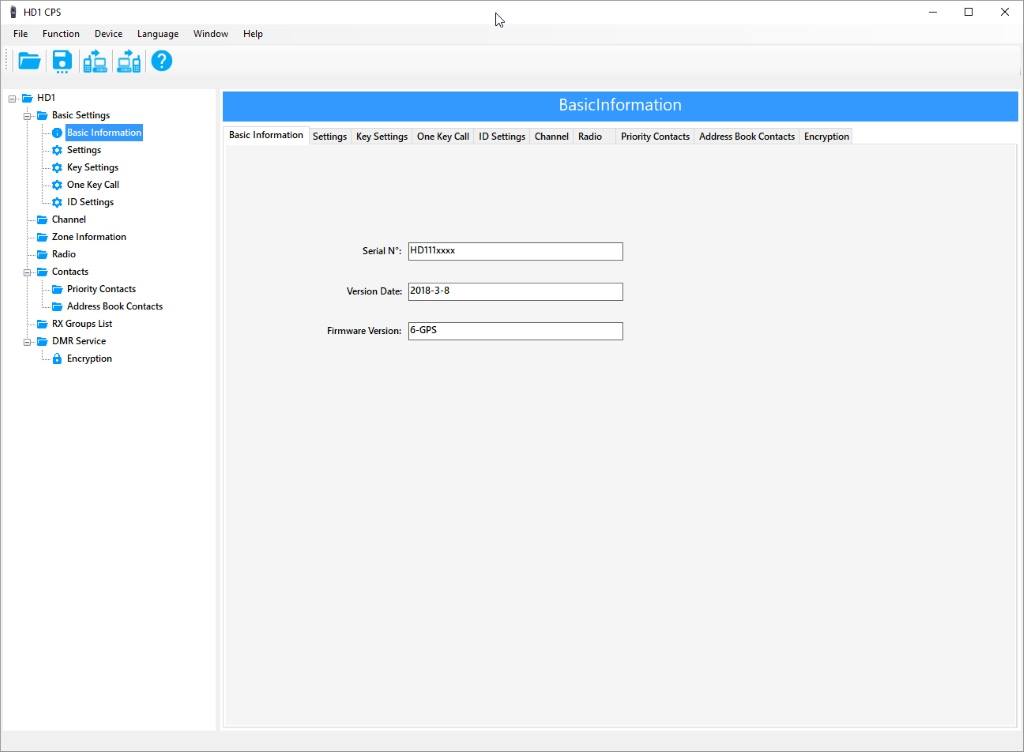 HD1 CPS
File Function Device Language Window Help
?
HD1
Basic Settings
Basic Information
Settings
Key Settings
One Key Call
ID Settings
Channel
Zone Information
Radio
Contacts
Priority Contacts
Address Book Contacts
RX Groups List
DMR Service
Encryption
BasicInformation
Basic Information Settings Key Settings One Key Call ID Settings Channel Radio Priority Contacts Address Book Contacts Encryption
Serial N°: HD111xxxx
Version Date: 2018-3-8
Firmware Version: 6-GPS